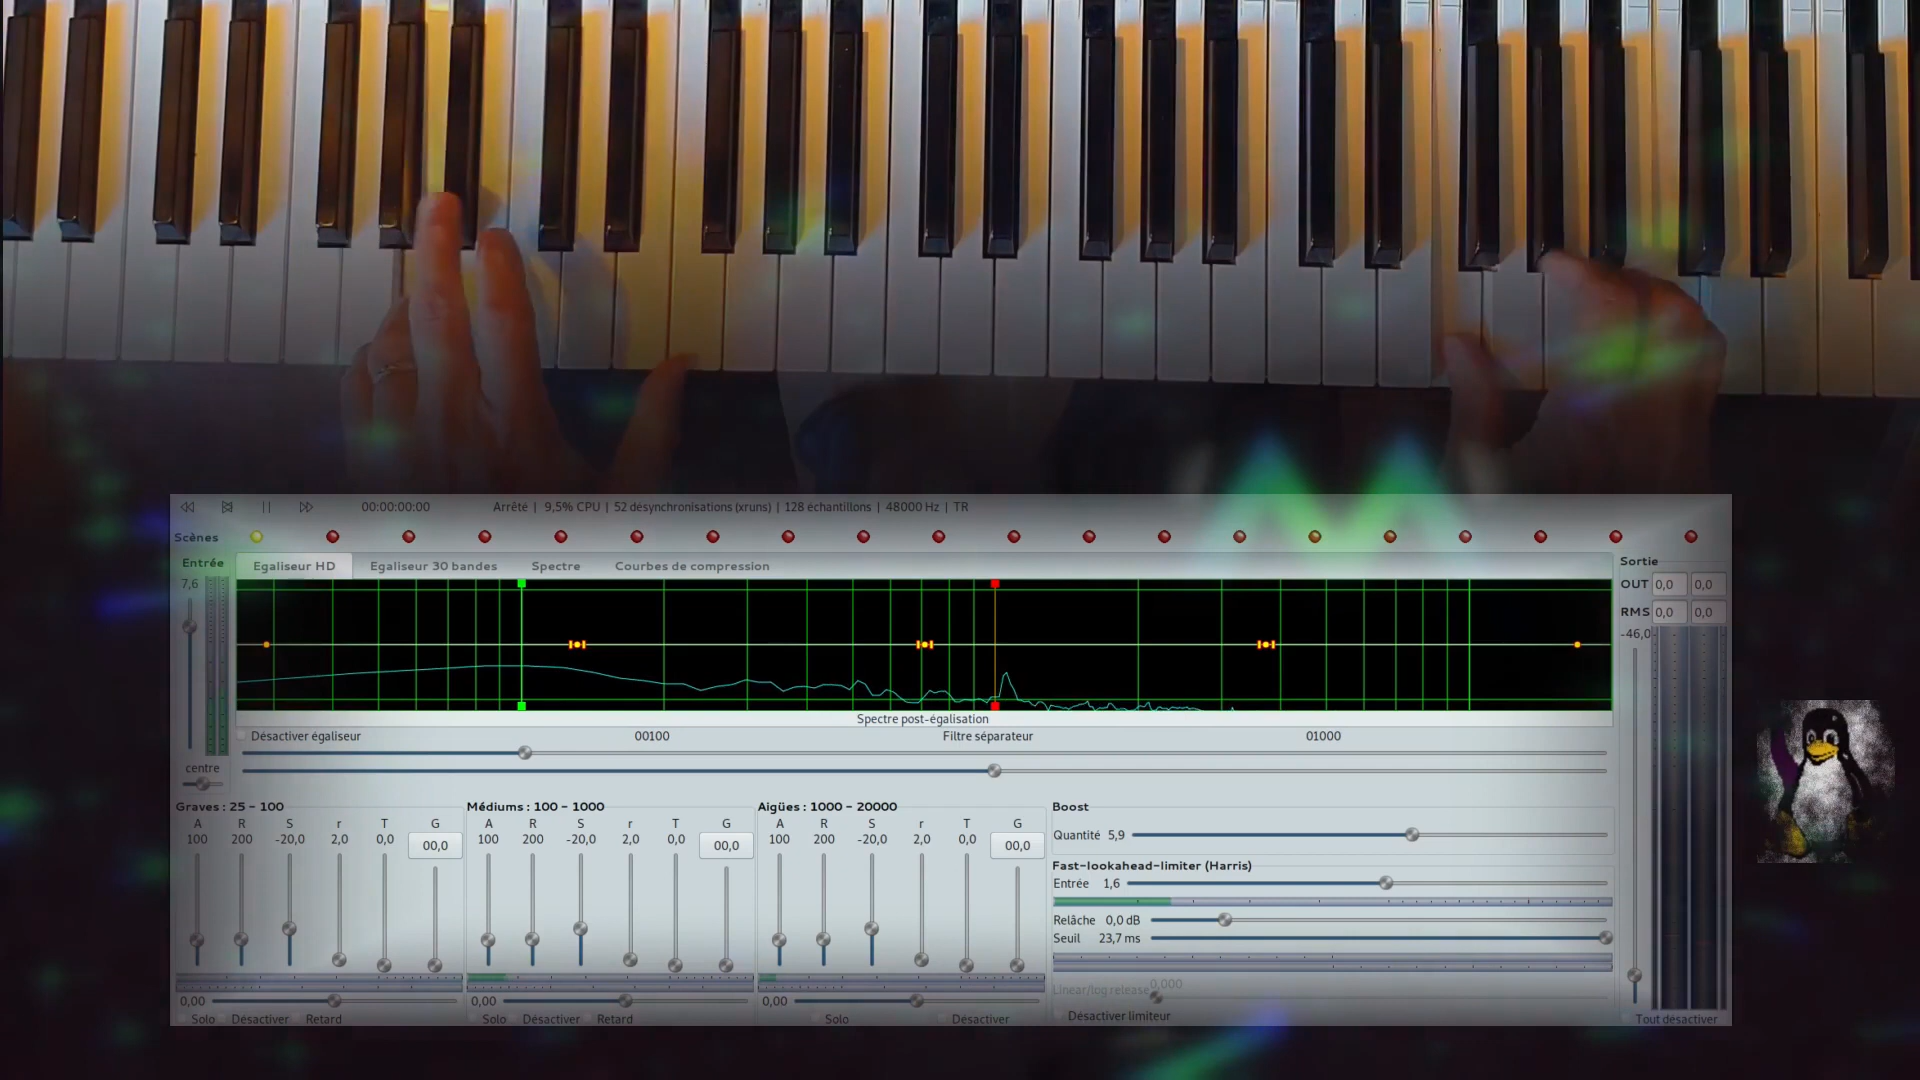 00:00:00:00 Arrêté | 9,5% CPU | 52 désynchronisations (xruns) | 128 échantillons | 48000 Hz | TR
Scènes
Entrée
7,6
centre
Egaliseur HD Egaliseur 30 bandes Spectre Courbes de compression
Spectre post-égalisation
Désactiver égaliseur 00100 Filtre séparateur 01000
Sortie
OUT 0,0 0,0
RMS 0,0 0,0
-46,0
Tout désactiver
Graves : 25 - 100
A R S r T G
100 200 -20,0 2,0 0,0 00,0
0,00
Solo Désactiver Retard
Médiums : 100 - 1000
A R S r T G
100 200 -20,0 2,0 0,0 00,0
0,00
Solo Désactiver Retard
Aigües : 1000 - 20000
A R S r T G
100 200 -20,0 2,0 0,0 00,0
0,00
Solo Désactiver
Boost
Quantité 5,9
Fast-lookahead-limiter (Harris)
Entrée 1,6
Relâche 0,0 dB
Seuil 23,7 ms
Linear/log release 0,000
Désactiver limiteur